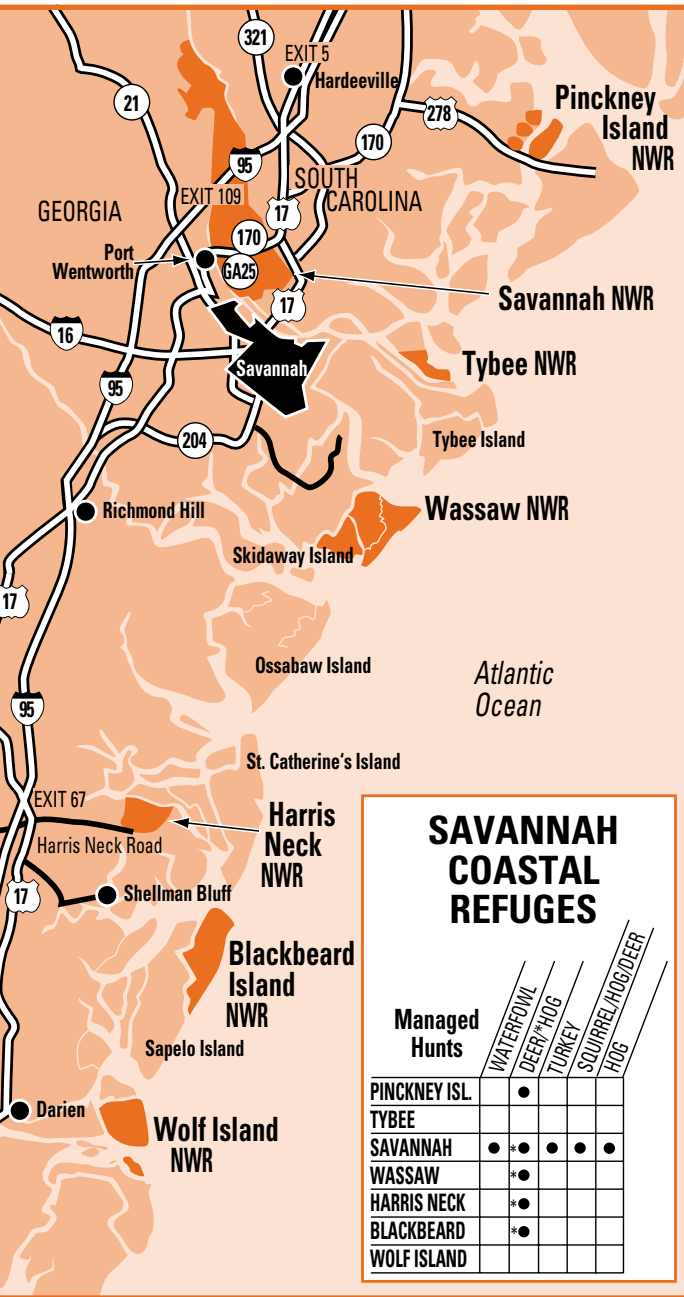 321
EXIT 5
Hardeeville
21
278
Pinckney
Island
NWR
170
95
EXIT 109
SOUTH
CAROLINA
GEORGIA
17
170
Port
Wentworth
GA25
Savannah NWR
17
16
Savannah
Tybee NWR
95
204
Tybee Island
Richmond Hill
Wassaw NWR
Skidaway Island
17
Ossabaw Island
Atlantic
Ocean
95
St. Catherine's Island
EXIT 67
Harris Neck Road
Harris
Neck
NWR
17
Shellman Bluff
Blackbeard
Island
NWR
Sapelo Island
Darien
Wolf Island
NWR
SAVANNAH
COASTAL
REFUGES
Managed
Hunts
WATERFOWL
DEER/*HOG
TURKEY
SQUIRREL/HOG/DEER
HOG
PINCKNEY ISL. ●
TYBEE
SAVANNAH ● *● ● ● ●
WASSAW *●
HARRIS NECK *●
BLACKBEARD *●
WOLF ISLAND